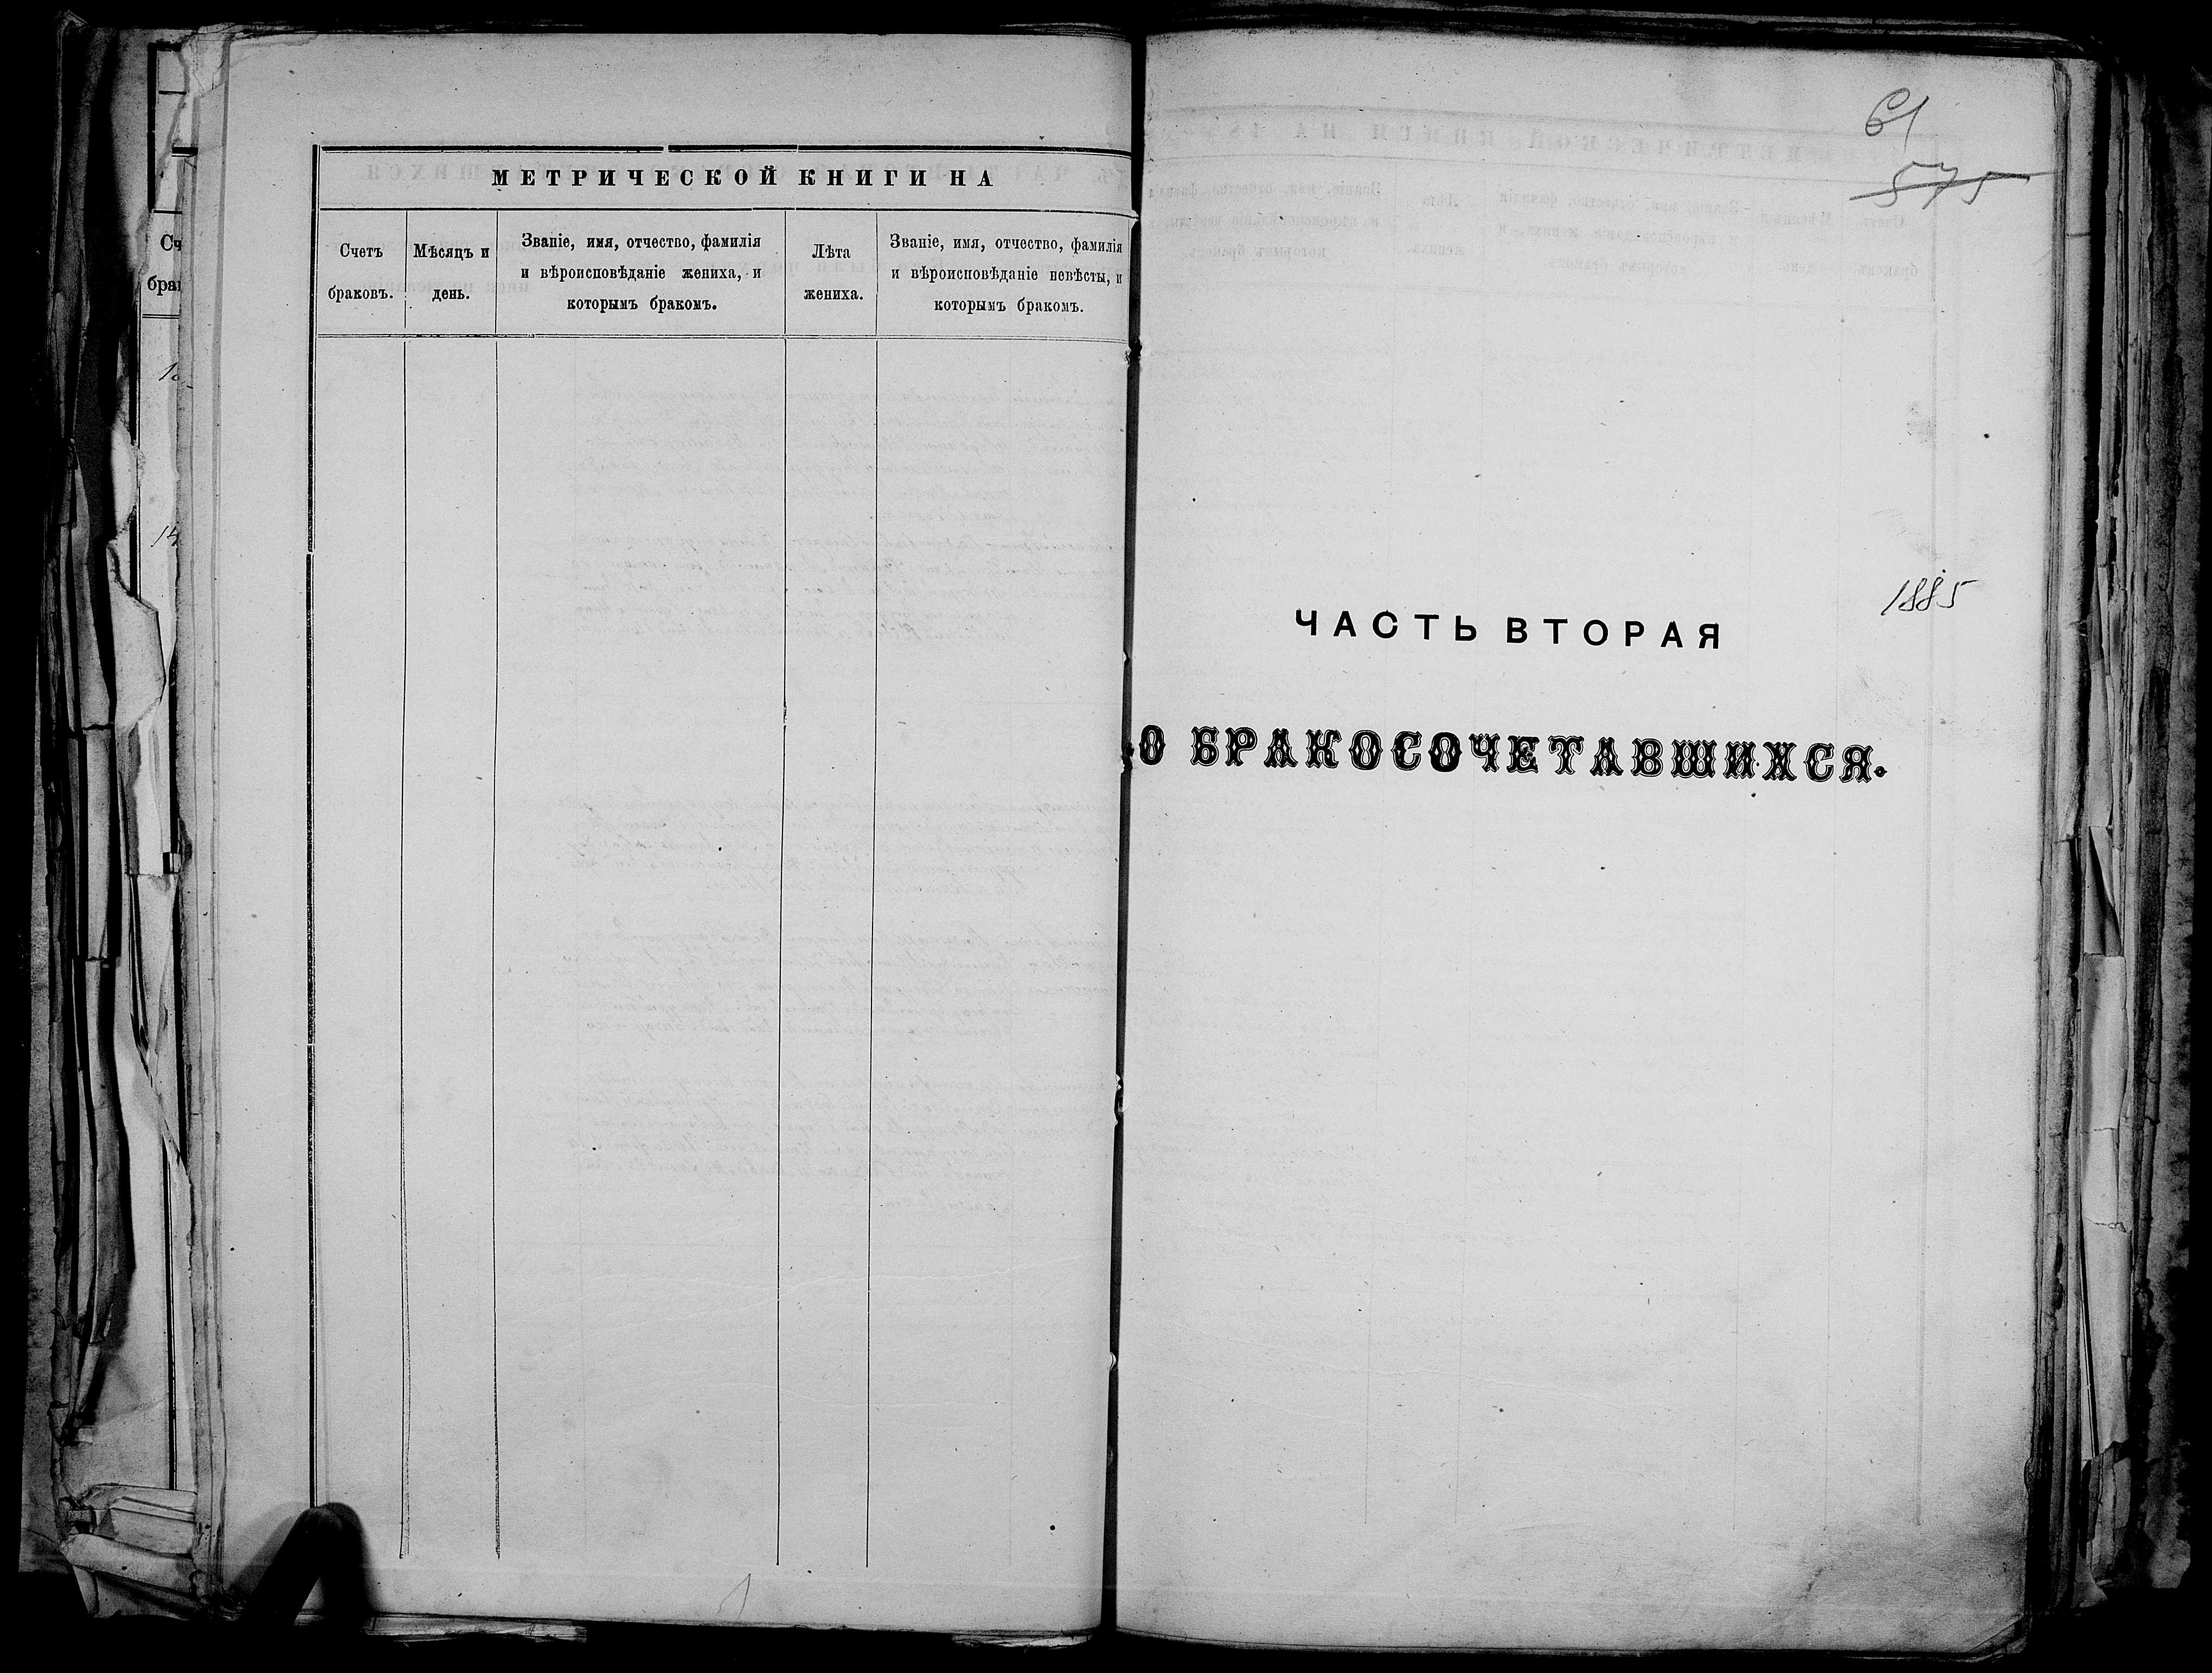 МЕТРИЧЕСКОЙ КНИГИ НА
Счетъ
браковъ.
Мѣсяцъ и
день.
Званіе, имя, отчество, фамилія
и вѣроисповѣданіе жениха, и
которымъ бракомъ.
Лѣта
жениха.
Званіе, имя, отчество, фамилія
и вѣроисповѣданіе невѣсты, и
которымъ бракомъ.
61
575
1885
ЧАСТЬ ВТОРАЯ
О БРАКОСОЧЕТАВШИХСЯ.